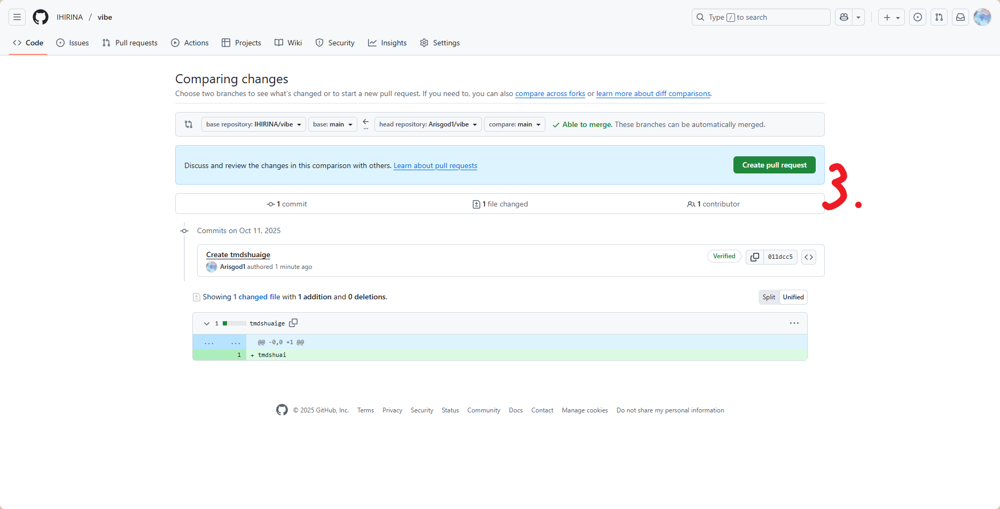 IHIRINA / vibe
Type / to search
Code Issues Pull requests Actions Projects Wiki Security Insights Settings
Comparing changes
Choose two branches to see what's changed or to start a new pull request. If you need to, you can also compare across forks or learn more about diff comparisons.
base repository: IHIRINA/vibe base: main ← ... head repository: Arisgod1/vibe compare: main ✓ Able to merge. These branches can be automatically merged.
Discuss and review the changes in this comparison with others. Learn about pull requests
Create pull request
3.
1 commit 1 file changed 1 contributor
Commits on Oct 11, 2025
Create tmdshuaige
Verified 011dcc5 <>
Arisgod1 authored 1 minute ago
Showing 1 changed file with 1 addition and 0 deletions.
Split Unified
1 tmdshuaige ...
... ... @@ -0,0 +1 @@
1 + tmdshuai
© 2025 GitHub, Inc. Terms Privacy Security Status Community Docs Contact Manage cookies Do not share my personal information